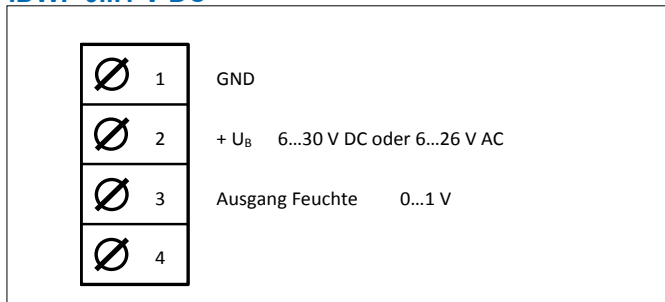 1 GND
2 + U_B 6...30 V DC oder 6...26 V AC
3 Ausgang Feuchte 0...1 V
4